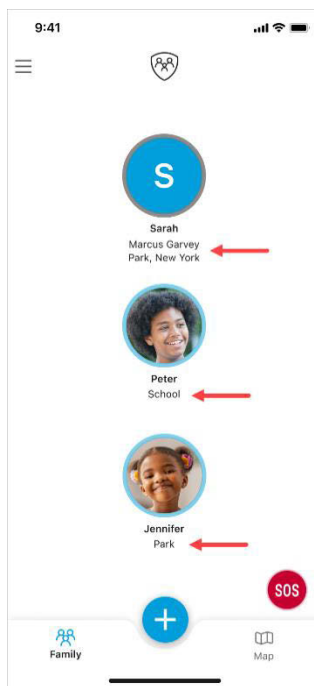 9:41
S
Sarah
Marcus Garvey
Park, New York
Peter
School
Jennifer
Park
SOS
+
Family
Map